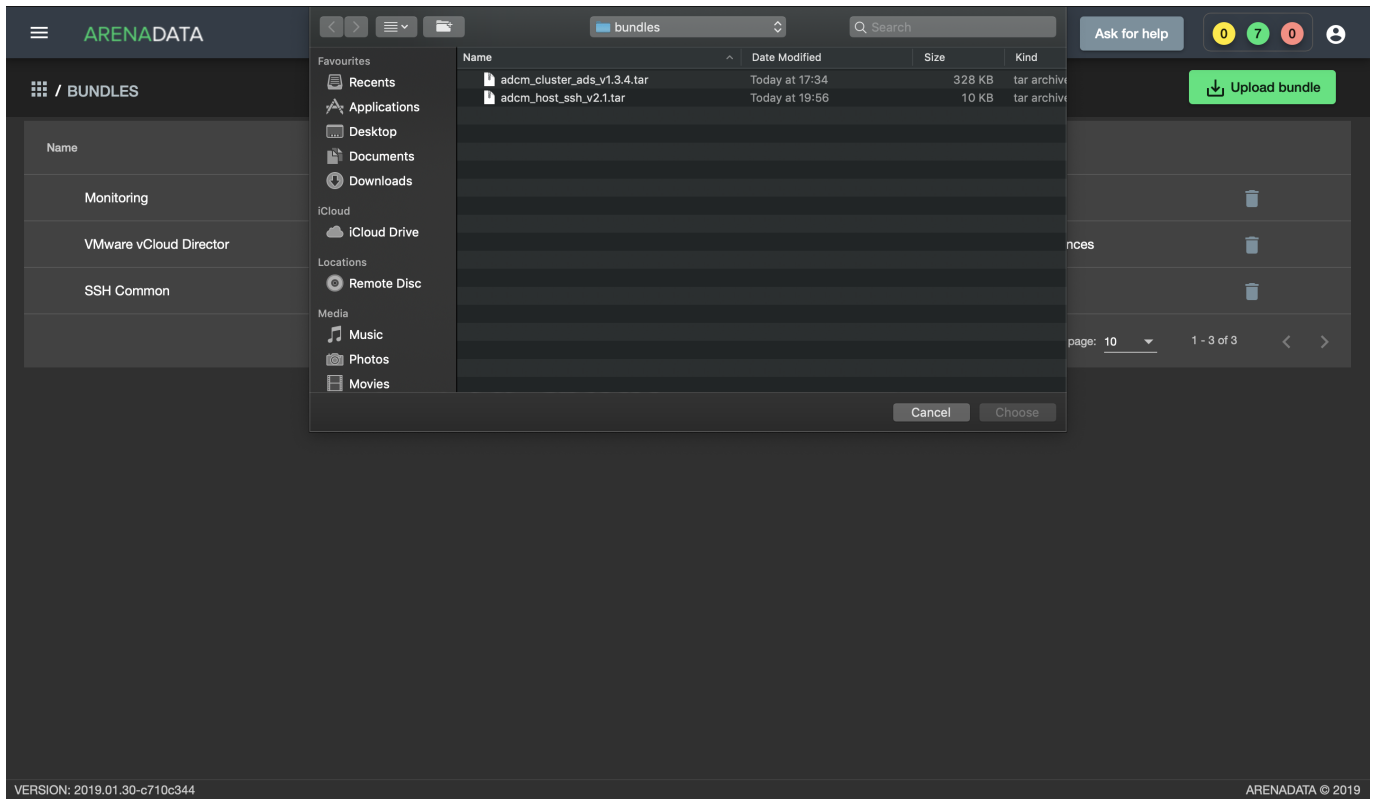 ARENADATA
bundles
Search
Ask for help
0 7 0
/ BUNDLES
Upload bundle
Favourites
Recents
Applications
Desktop
Documents
Downloads
iCloud
iCloud Drive
Locations
Remote Disc
Media
Music
Photos
Movies
Name Date Modified Size Kind
adcm_cluster_ads_v1.3.4.tar Today at 17:34 328 KB tar archive
adcm_host_ssh_v2.1.tar Today at 19:56 10 KB tar archive
Cancel Choose
Name
Monitoring
VMware vCloud Director nces
SSH Common
page: 10 1 - 3 of 3
VERSION: 2019.01.30-c710c344 ARENADATA © 2019